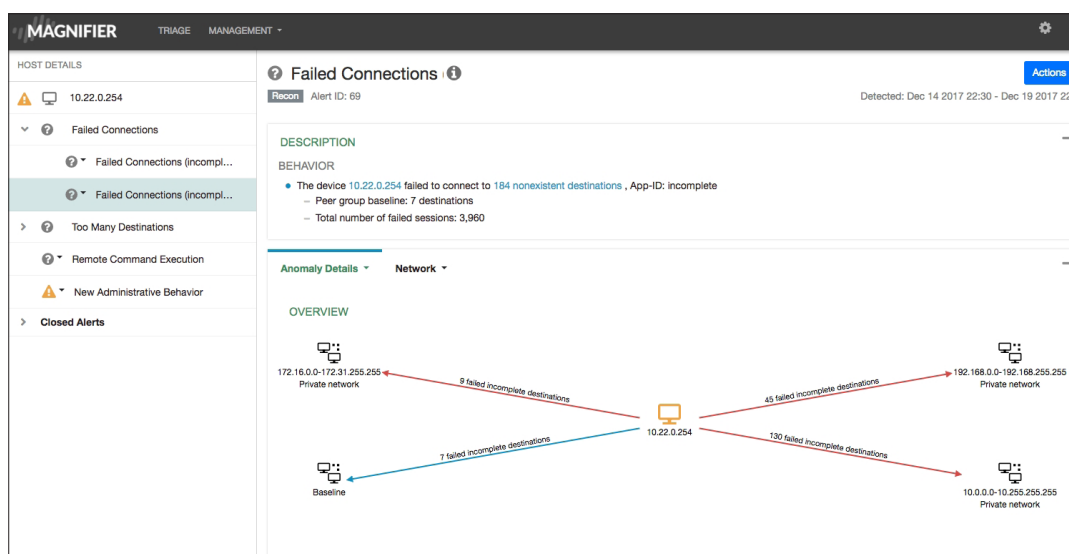 MAGNIFIER TRIAGE MANAGEMENT
HOST DETAILS
10.22.0.254
Failed Connections
Failed Connections (incompl...
Failed Connections (incompl...
Too Many Destinations
Remote Command Execution
New Administrative Behavior
Closed Alerts
Failed Connections
Actions
Recon Alert ID: 69
Detected: Dec 14 2017 22:30 - Dec 19 2017 22
DESCRIPTION
BEHAVIOR
The device 10.22.0.254 failed to connect to 184 nonexistent destinations , App-ID: incomplete
– Peer group baseline: 7 destinations
– Total number of failed sessions: 3,960
Anomaly Details Network
OVERVIEW
172.16.0.0-172.31.255.255
Private network
9 failed incomplete destinations
45 failed incomplete destinations
192.168.0.0-192.168.255.255
Private network
10.22.0.254
7 failed incomplete destinations
130 failed incomplete destinations
Baseline
10.0.0.0-10.255.255.255
Private network